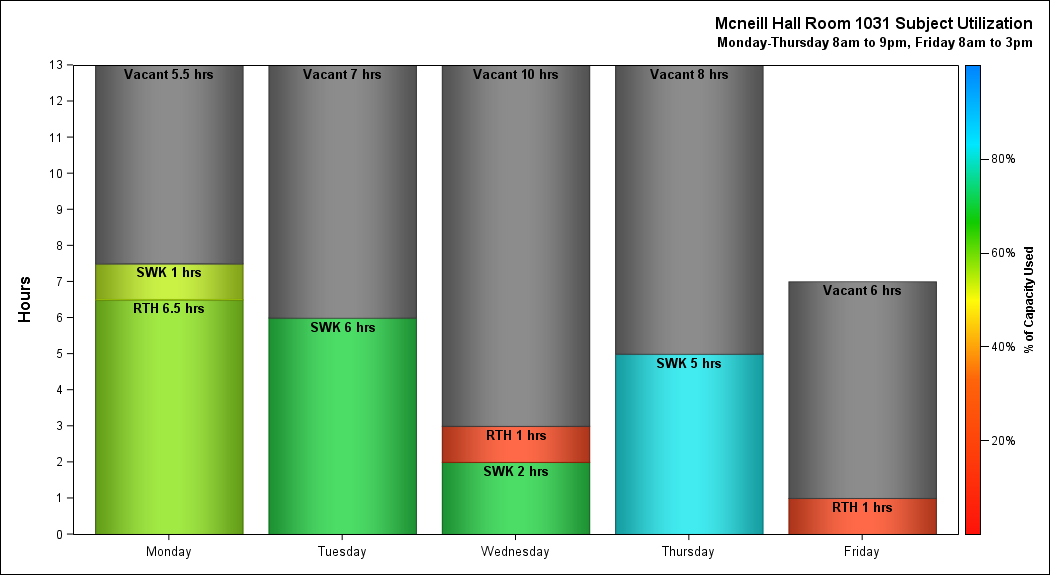 Mcneill Hall Room 1031 Subject Utilization
Monday-Thursday 8am to 9pm, Friday 8am to 3pm
Hours
13
12
11
10
9
8
7
6
5
4
3
2
1
0
Vacant 5.5 hrs
SWK 1 hrs
RTH 6.5 hrs
Vacant 7 hrs
SWK 6 hrs
Vacant 10 hrs
RTH 1 hrs
SWK 2 hrs
Vacant 8 hrs
SWK 5 hrs
Vacant 6 hrs
RTH 1 hrs
Monday
Tuesday
Wednesday
Thursday
Friday
80%
60%
40%
20%
% of Capacity Used